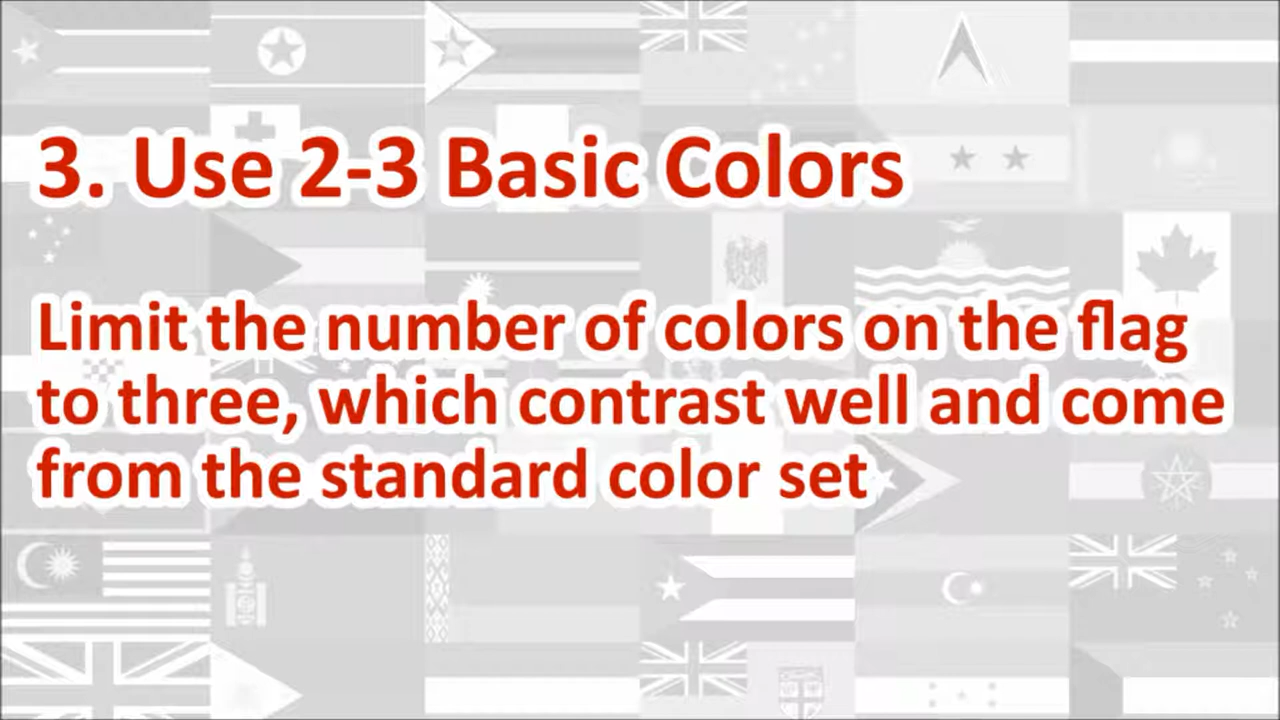 3. Use 2-3 Basic Colors
Limit the number of colors on the flag
to three, which contrast well and come
from the standard color set